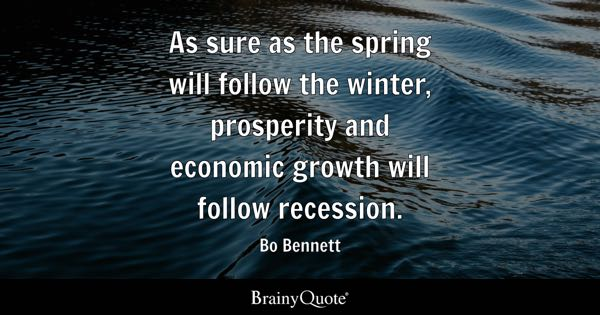 As sure as the spring
will follow the winter,
prosperity and
economic growth will
follow recession.
Bo Bennett
BrainyQuote®